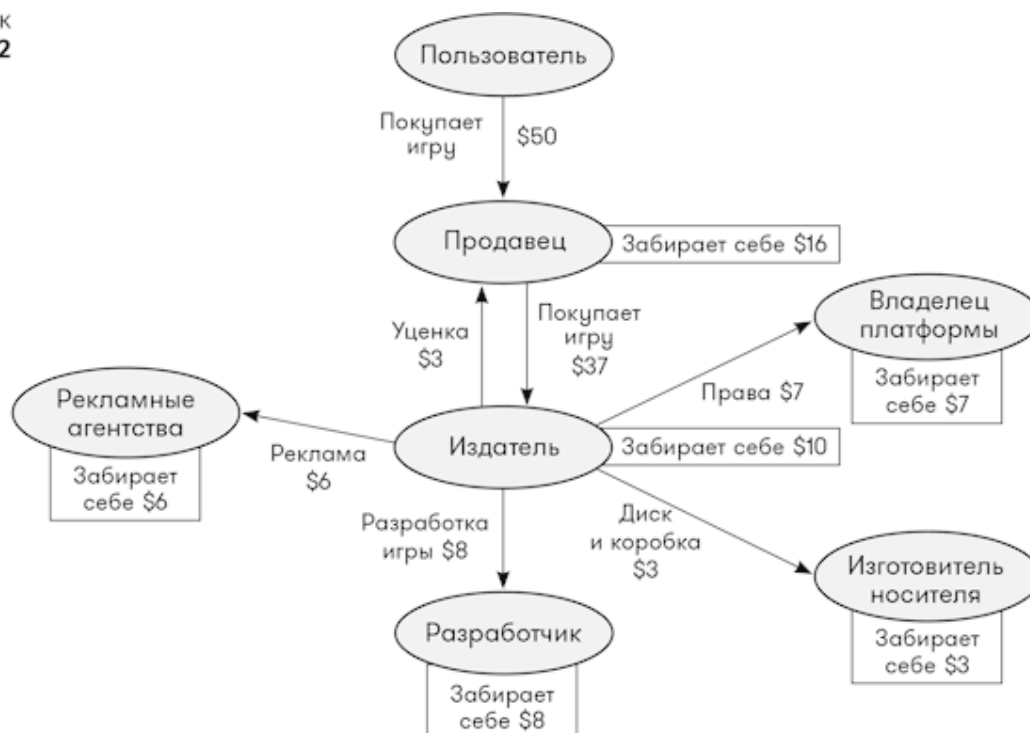 к
2
Пользователь
Покупает
игру
$50
Продавец
Забирает себе $16
Уценка
$3
Покупает
игру
$37
Владелец
платформы
Забирает
себе $7
Права $7
Рекламные
агентства
Забирает
себе $6
Реклама
$6
Издатель
Забирает себе $10
Разработка
игры $8
Диск
и коробка
$3
Изготовитель
носителя
Забирает
себе $3
Разработчик
Забирает
себе $8